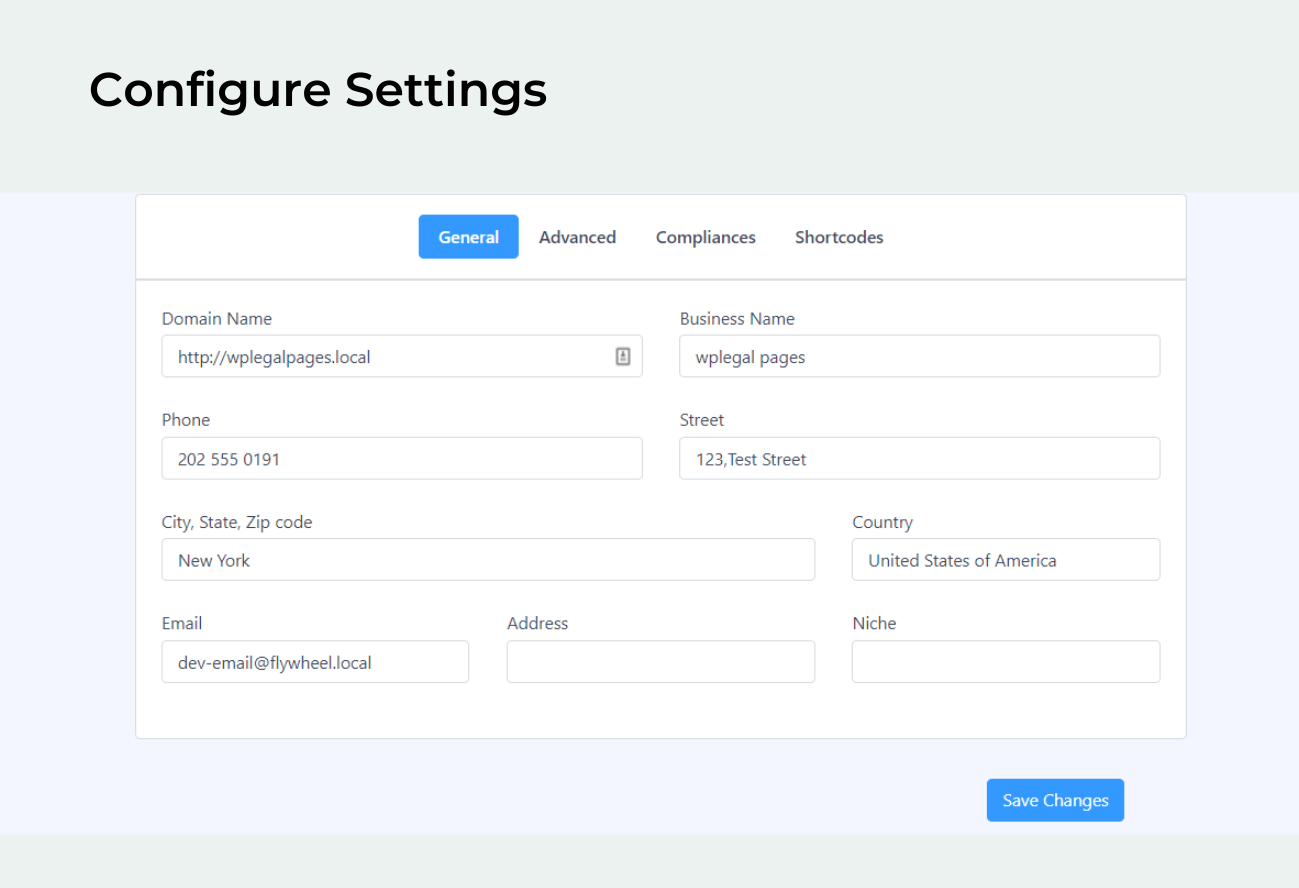 Configure Settings
General Advanced Compliances Shortcodes
Domain Name Business Name
http://wplegalpages.local wplegal pages
Phone Street
202 555 0191 123,Test Street
City, State, Zip code Country
New York United States of America
Email Address Niche
dev-email@flywheel.local
Save Changes